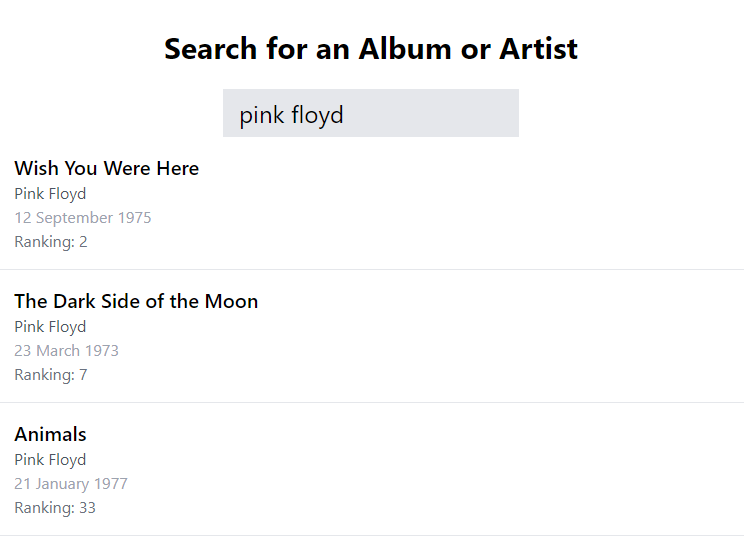 Search for an Album or Artist
pink floyd
Wish You Were Here
Pink Floyd
12 September 1975
Ranking: 2
The Dark Side of the Moon
Pink Floyd
23 March 1973
Ranking: 7
Animals
Pink Floyd
21 January 1977
Ranking: 33